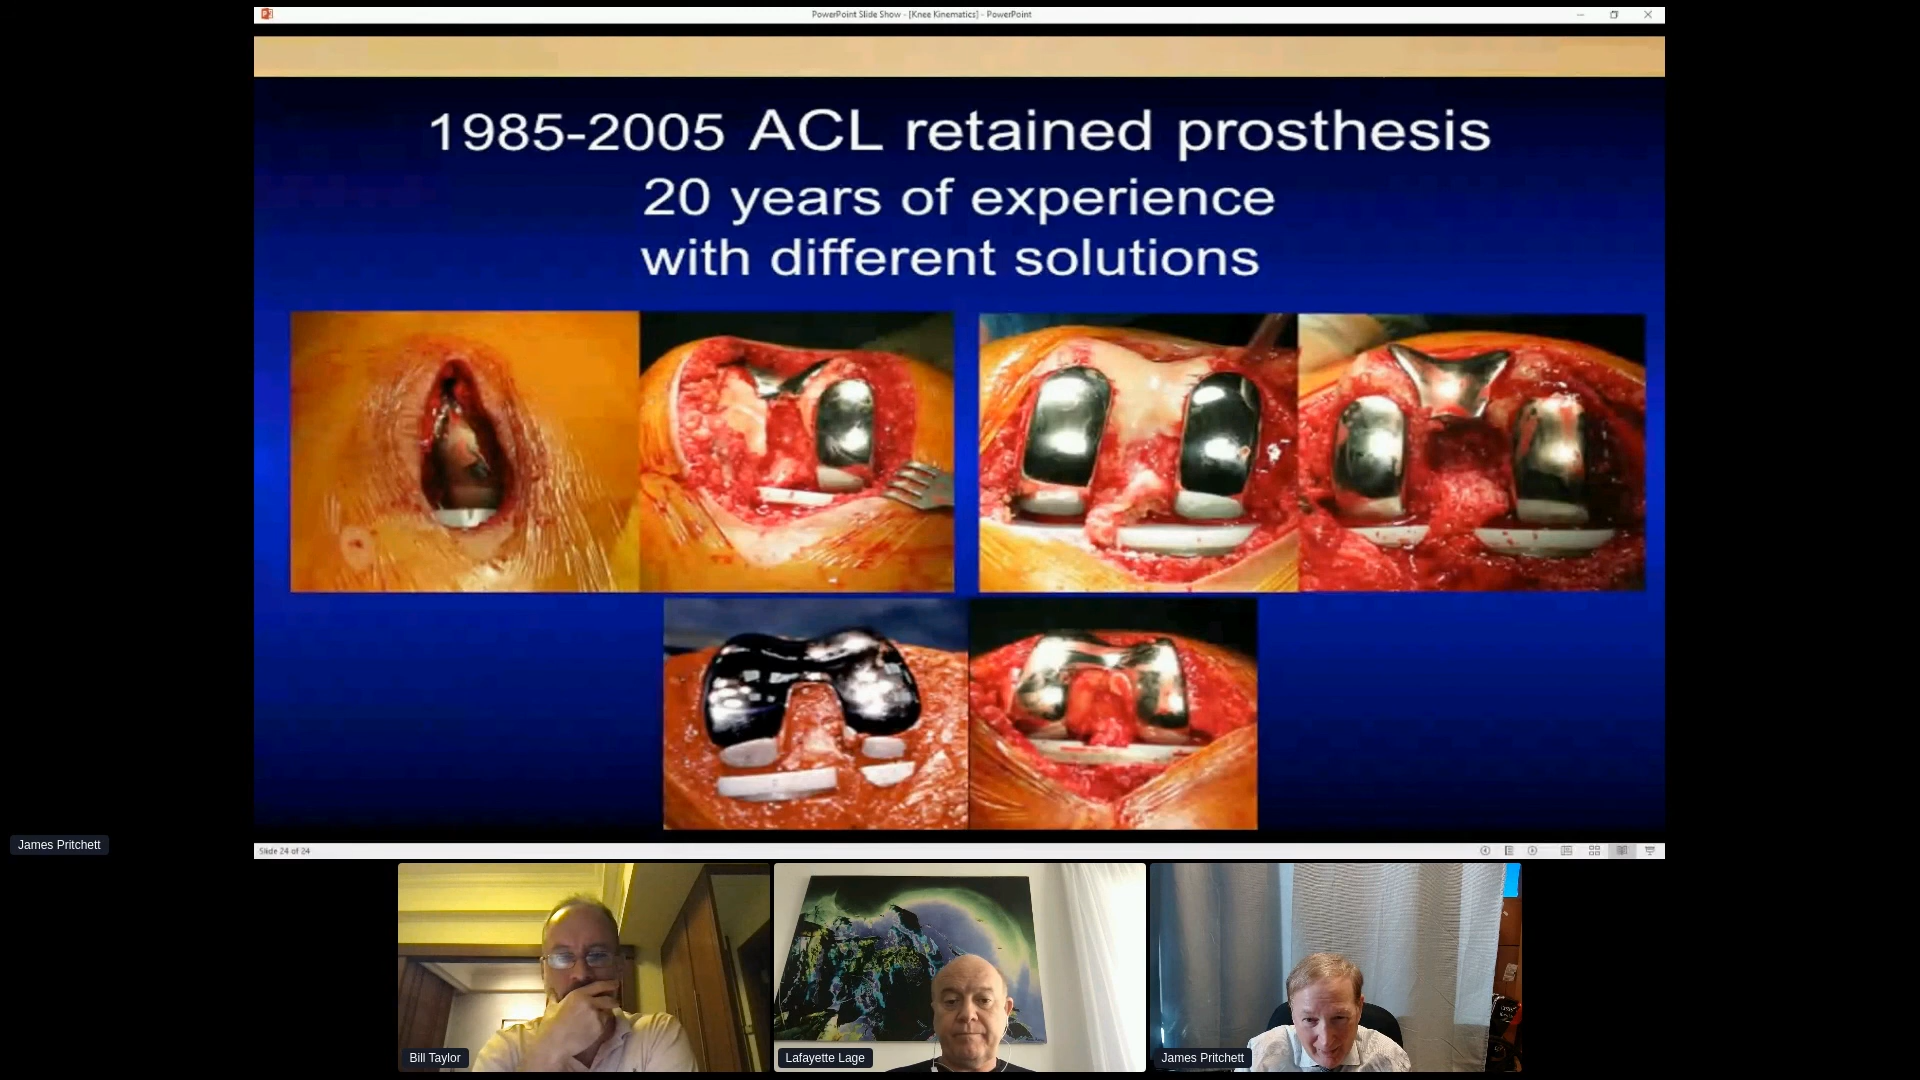 PowerPoint Slide Show - [Knee Kinematics] - PowerPoint
1985-2005 ACL retained prosthesis
20 years of experience
with different solutions
James Pritchett
Slide 24 of 24
Bill Taylor
Lafayette Lage
James Pritchett